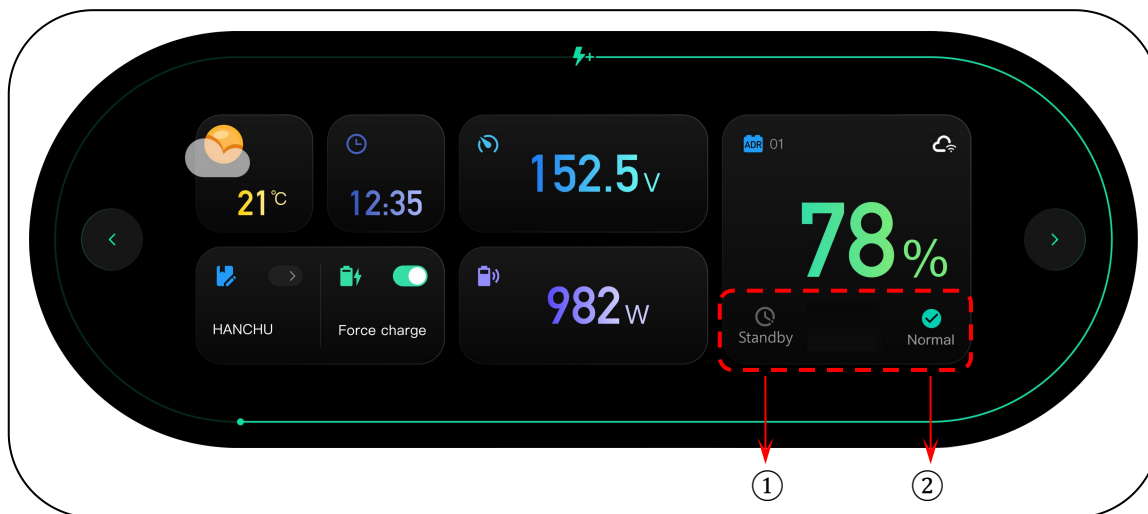 21℃
12:35
152.5V
ADR 01
78%
HANCHU
Force charge
982W
Standby
Normal
① ②